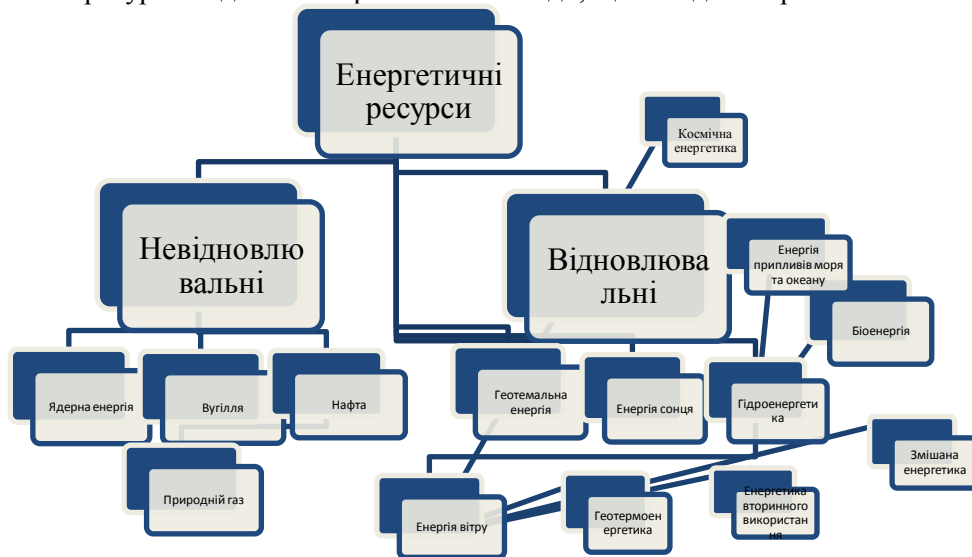 Енергетичні
ресурси
Космічна
енергетика
Невідновлю
вальні
Відновлюва
льні
Енергія
припливів моря
та океану
Біоенергія
Ядерна енергія
Вугілля
Нафта
Геотемальна
енергія
Енергія сонця
Гідроенергети
ка
Природній газ
Енергія вітру
Геотермоен
ергетика
Енергетика
вторинного
використан
ня
Змішана
енергетика